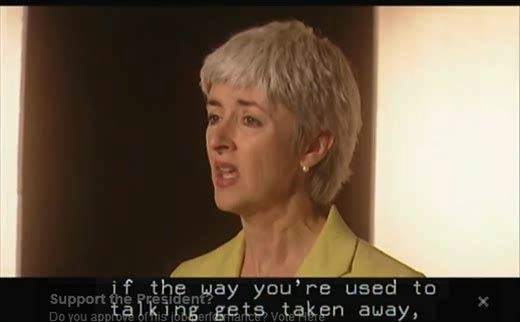 if the way you're used to
Support the President?
talking gets taken away,
Do you approve of his job performance? Vote Here
×